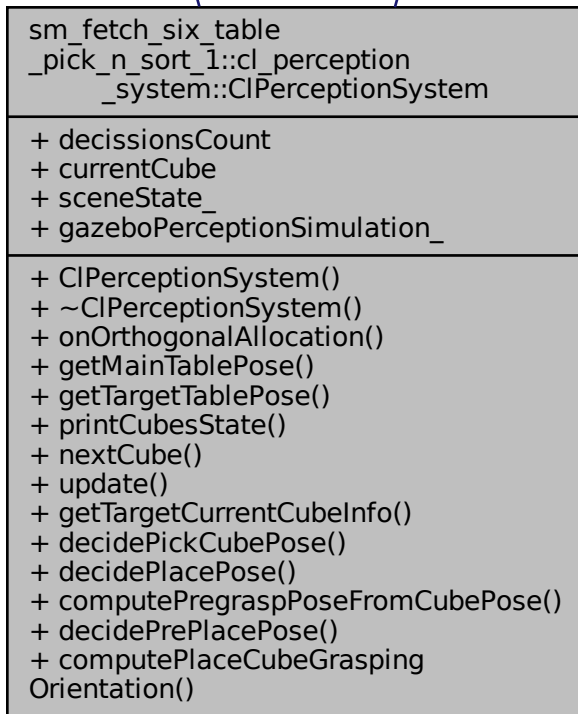 sm_fetch_six_table
_pick_n_sort_1::cl_perception
_system::ClPerceptionSystem
+ decissionsCount
+ currentCube
+ sceneState_
+ gazeboPerceptionSimulation_
+ ClPerceptionSystem()
+ ~ClPerceptionSystem()
+ onOrthogonalAllocation()
+ getMainTablePose()
+ getTargetTablePose()
+ printCubesState()
+ nextCube()
+ update()
+ getTargetCurrentCubeInfo()
+ decidePickCubePose()
+ decidePlacePose()
+ computePregraspPoseFromCubePose()
+ decidePrePlacePose()
+ computePlaceCubeGrasping
Orientation()